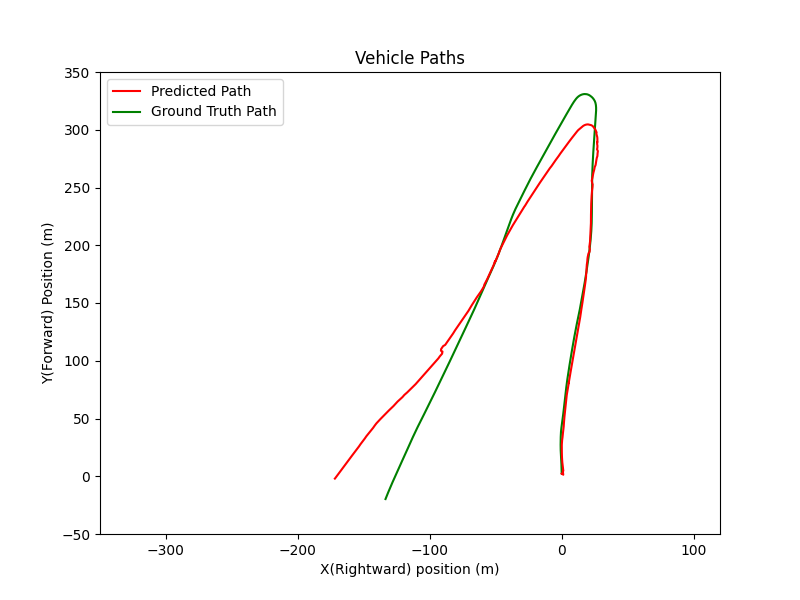 Vehicle Paths
Predicted Path
Ground Truth Path
350
300
250
200
150
100
50
0
−50
Y(Forward) Position (m)
−300
−200
−100
0
100
X(Rightward) position (m)